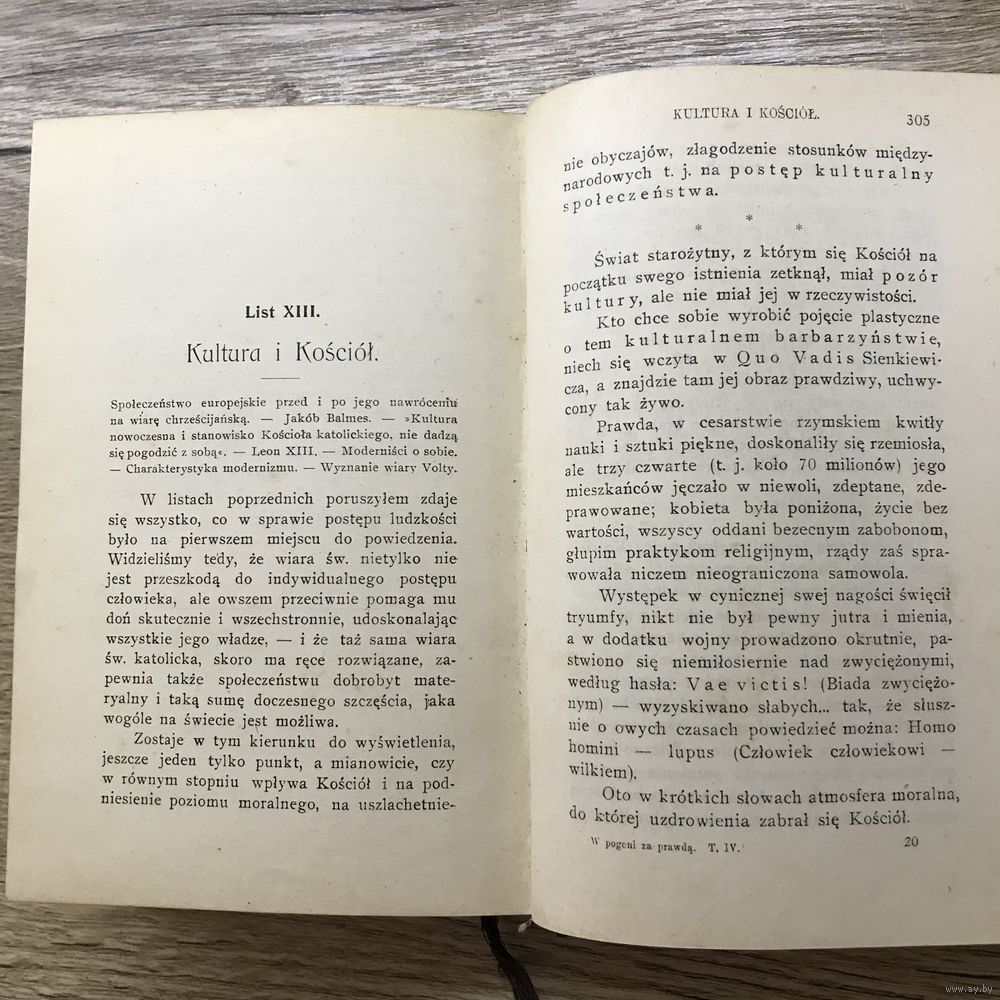 List XIII.
Kultura i Kościół.
Społeczeństwo europejskie przed i po jego nawróceniu
na wiarę chrześcijańską. — Jakób Balmes. — »Kultura
nowoczesna i stanowisko Kościoła katolickiego, nie dadzą
się pogodzić z sobą«. — Leon XIII. — Moderniści o sobie.
— Charakterystyka modernizmu. — Wyznanie wiary Volty.
W listach poprzednich poruszyłem zdaje
się wszystko, co w sprawie postępu ludzkości
było na pierwszem miejscu do powiedzenia.
Widzieliśmy tedy, że wiara św. nietylko nie
jest przeszkodą do indywidualnego postępu
człowieka, ale owszem przeciwnie pomaga mu
doń skutecznie i wszechstronnie, udoskonalając
wszystkie jego władze, — i że taż sama wiara
św. katolicka, skoro ma ręce rozwiązane, za-
pewnia także społeczeństwu dobrobyt mate-
ryalny i taką sumę doczesnego szczęścia, jaka
wogóle na świecie jest możliwa.
Zostaje w tym kierunku do wyświetlenia,
jeszcze jeden tylko punkt, a mianowicie, czy
w równym stopniu wpływa Kościół i na pod-
niesienie poziomu moralnego, na uszlachetnie-
KULTURA I KOŚCIÓŁ. 305
nie obyczajów, złagodzenie stosunków między-
narodowych t. j. na postęp kulturalny
społeczeństwa.
* * *
Świat starożytny, z którym się Kościół na
początku swego istnienia zetknął, miał pozór
kultury, ale nie miał jej w rzeczywistości.
Kto chce sobie wyrobić pojęcie plastyczne
o tem kulturalnem barbarzyństwie,
niech się wczyta w Quo Vadis Sienkiewi-
cza, a znajdzie tam jej obraz prawdziwy, uchwy-
cony tak żywo.
Prawda, w cesarstwie rzymskiem kwitły
nauki i sztuki piękne, doskonaliły się rzemiosła,
ale trzy czwarte (t. j. koło 70 milionów) jego
mieszkańców jęczało w niewoli, zdeptane, zde-
prawowane; kobieta była poniżona, życie bez
wartości, wszyscy oddani bezecnym zabobonom,
głupim praktykom religijnym, rządy zaś spra-
wowała niczem nieograniczona samowola.
Występek w cynicznej swej nagości święcił
tryumfy, nikt nie był pewny jutra i mienia,
a w dodatku wojny prowadzono okrutnie, pa-
stwiono się niemiłosiernie nad zwyciężonymi,
według hasła: Vae victis! (Biada zwyciężo-
nym) — wyzyskiwano słabych... tak, że słusz-
nie o owych czasach powiedzieć można: Homo
homini — lupus (Człowiek człowiekowi —
wilkiem).
Oto w krótkich słowach atmosfera moralna,
do której uzdrowienia zabrał się Kościół.
W pogoni za prawdą. T. IV. 20
www.ay.by